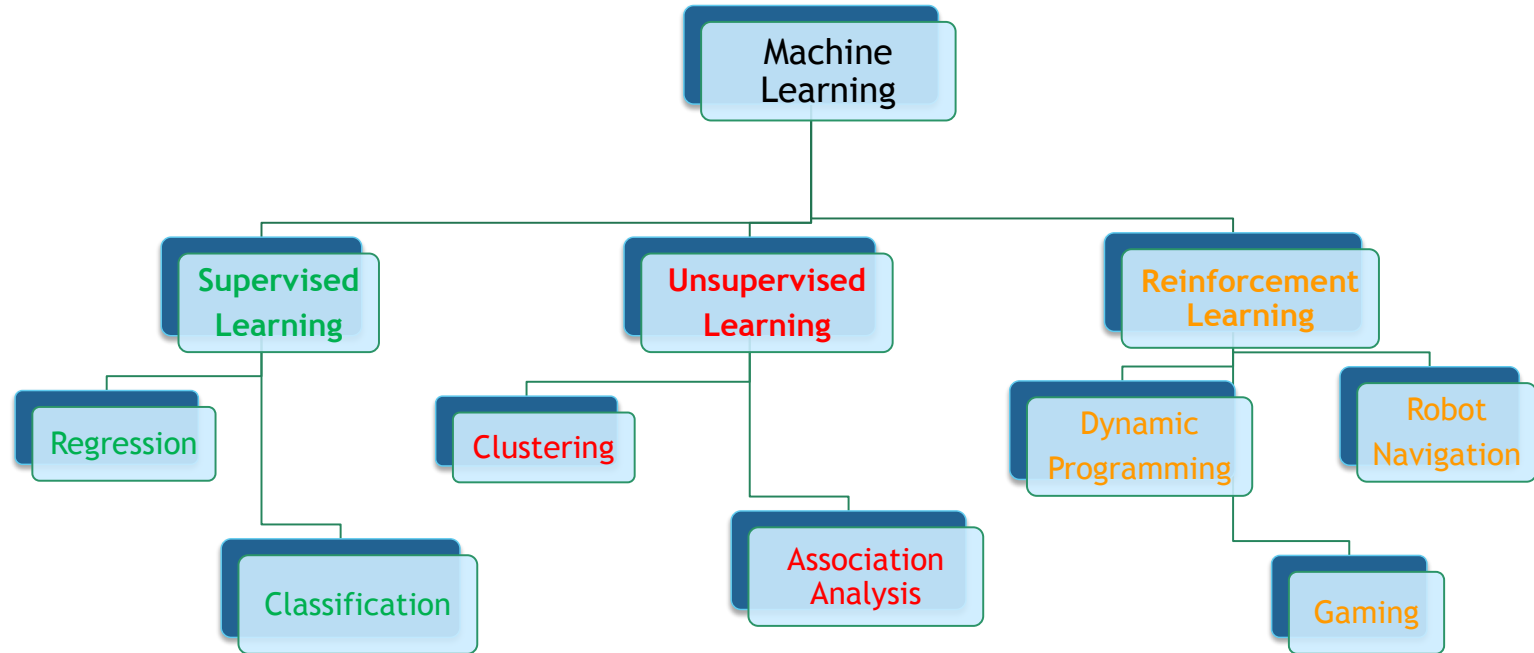 Machine
Learning
Supervised
Learning
Unsupervised
Learning
Reinforcement
Learning
Regression
Clustering
Dynamic
Programming
Robot
Navigation
Classification
Association
Analysis
Gaming